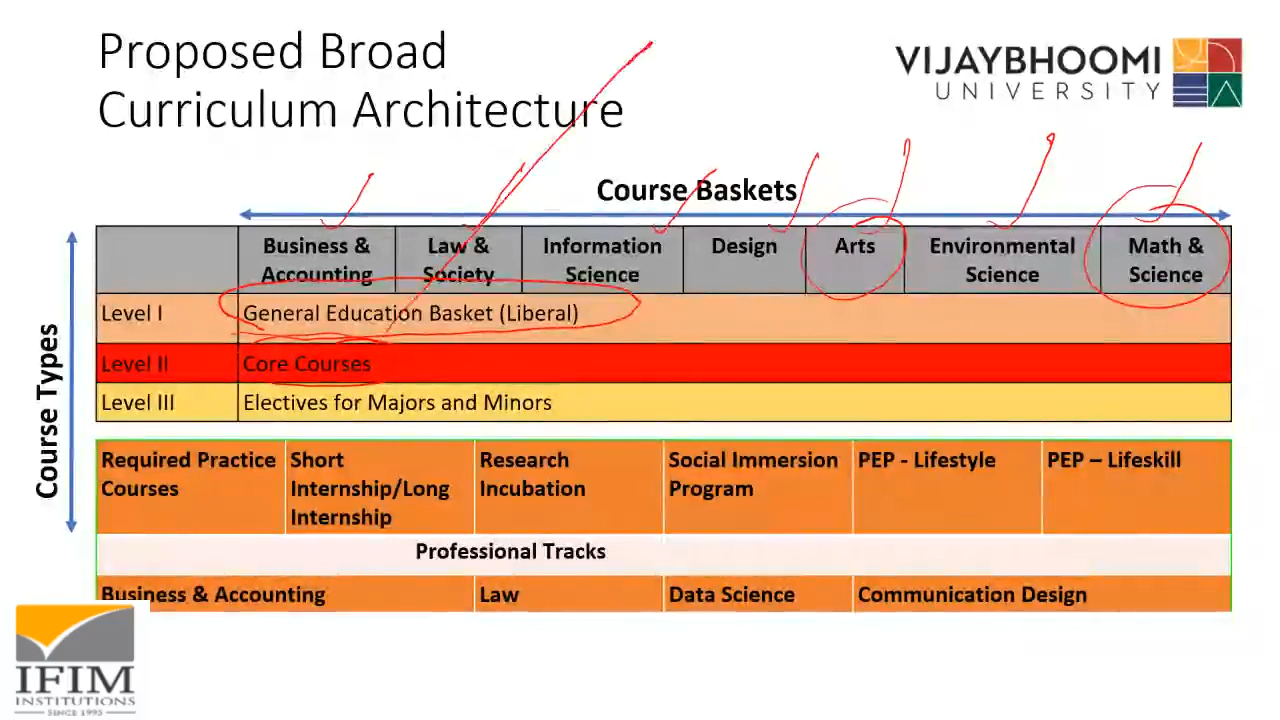 Proposed Broad
Curriculum Architecture
VIJAYBHOOMI
UNIVERSITY
Course Baskets
Course Types
Business & Accounting
Law & Society
Information Science
Design
Arts
Environmental Science
Math & Science
Level I General Education Basket (Liberal)
Level II Core Courses
Level III Electives for Majors and Minors
Required Practice Courses
Short Internship/Long Internship
Research Incubation
Social Immersion Program
PEP - Lifestyle
PEP – Lifeskill
Professional Tracks
Business & Accounting
Law
Data Science
Communication Design
IFIM
INSTITUTIONS
SINCE 1995